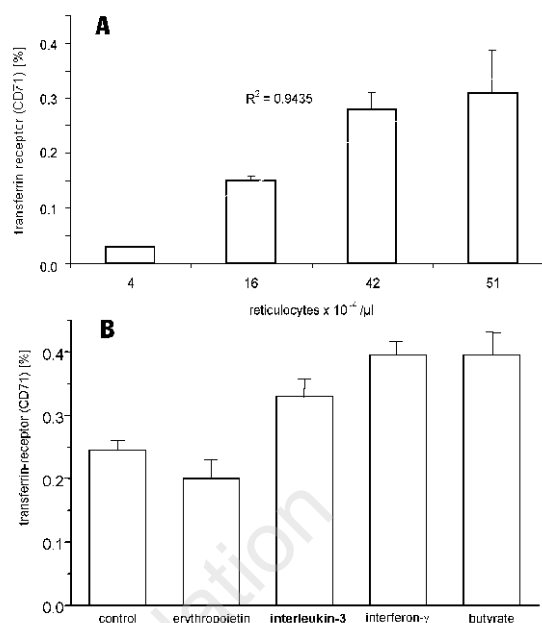 A
transferrin receptor (CD71) [%]
0.4
0.3
0.2
0.1
0.0
R² = 0.9435
4 16 42 51
reticulocytes x 10⁻⁴ /µl
B
transferrin-receptor (CD71) [%]
0.4
0.3
0.2
0.0
control erythropoietin interleukin-3 interferon-γ butyrate